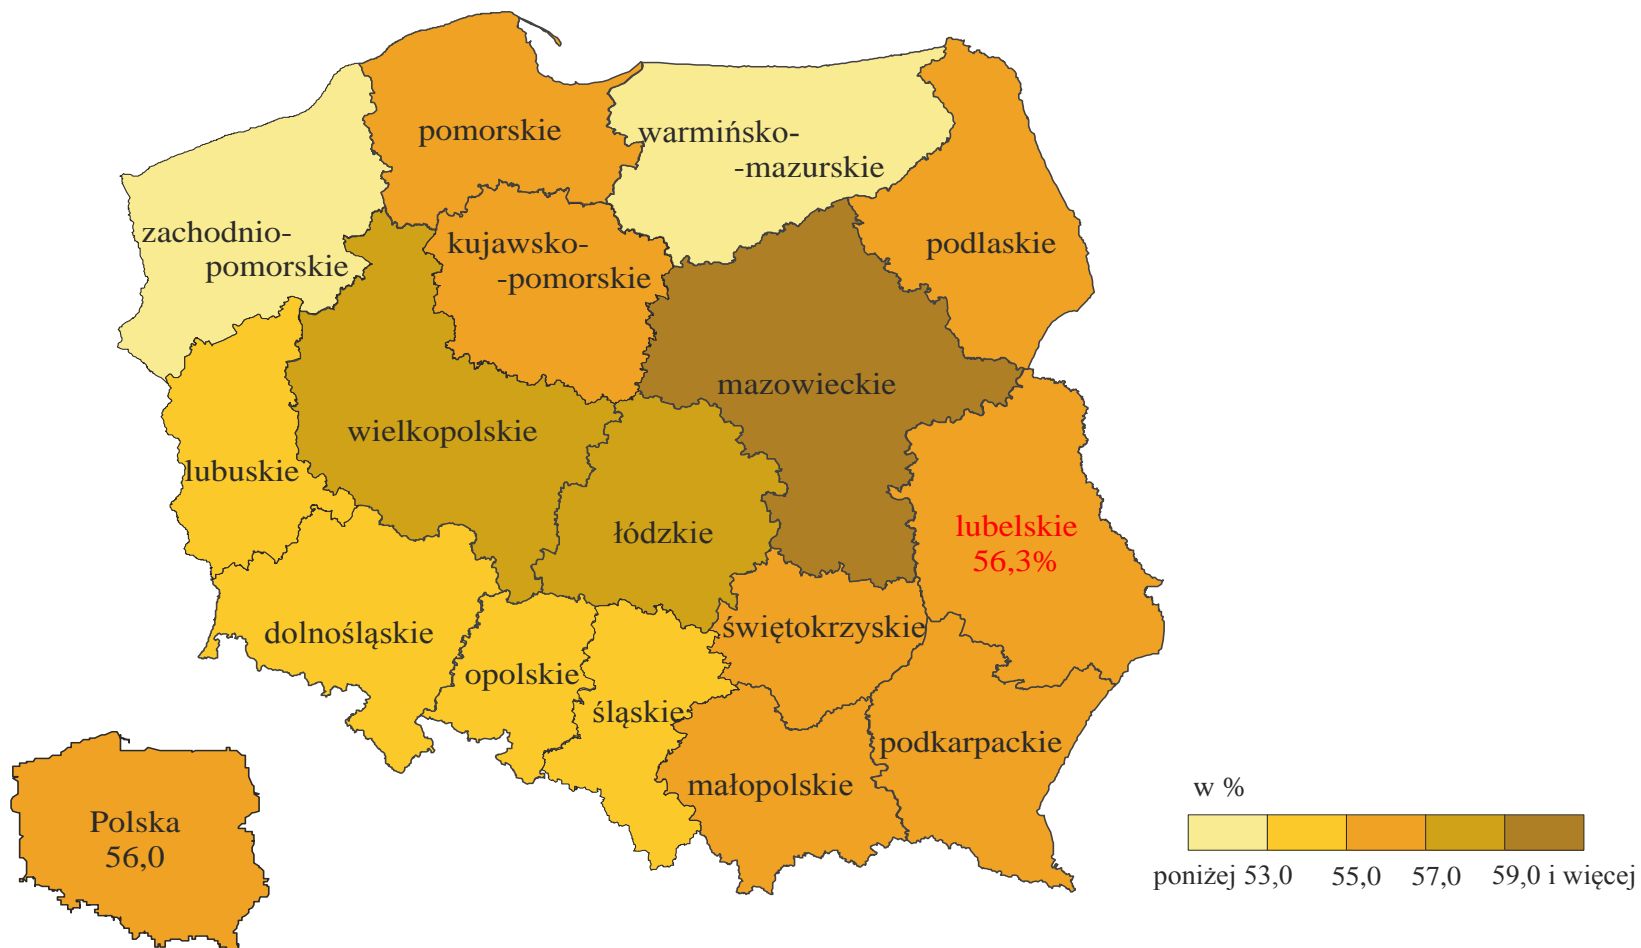 pomorskie
warmińsko-
-mazurskie
zachodnio-
pomorskie
kujawsko-
-pomorskie
podlaskie
mazowieckie
wielkopolskie
lubuskie
łódzkie
lubelskie
56,3%
dolnośląskie
świętokrzyskie
opolskie
śląskie
podkarpackie
małopolskie
Polska
56,0
w %
poniżej 53,0 55,0 57,0 59,0 i więcej